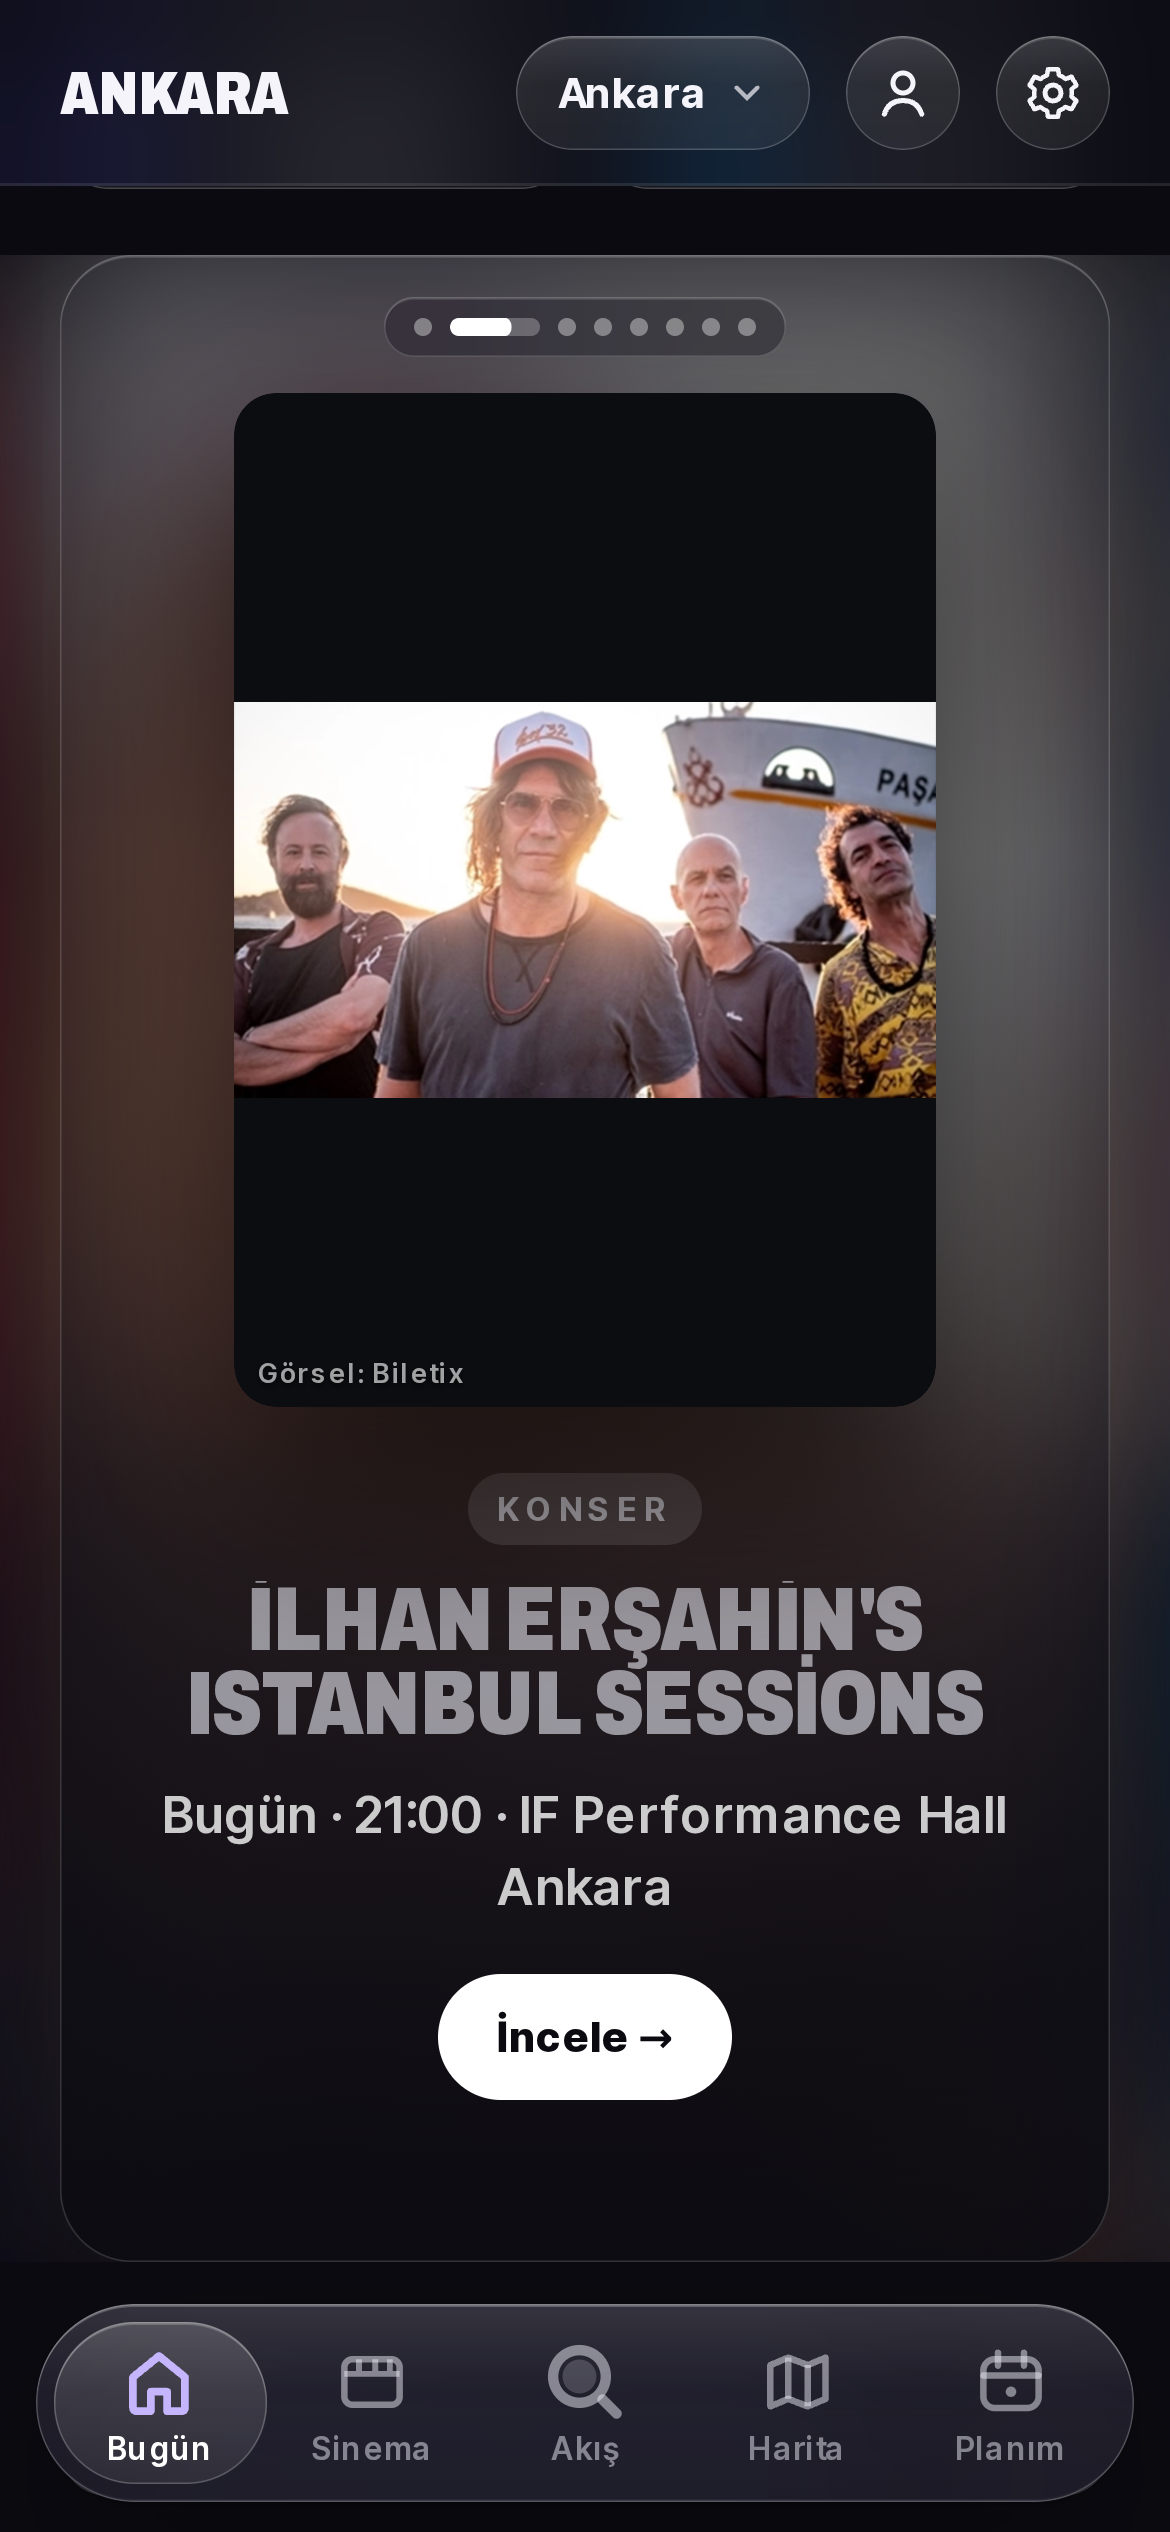 ANKARA
Ankara
PAŞA
Görsel: Biletix
KONSER
İLHAN ERŞAHİN'S
ISTANBUL SESSİONS
Bugün · 21:00 · IF Performance Hall
Ankara
İncele →
Bugün
Sinema
Akış
Harita
Planım